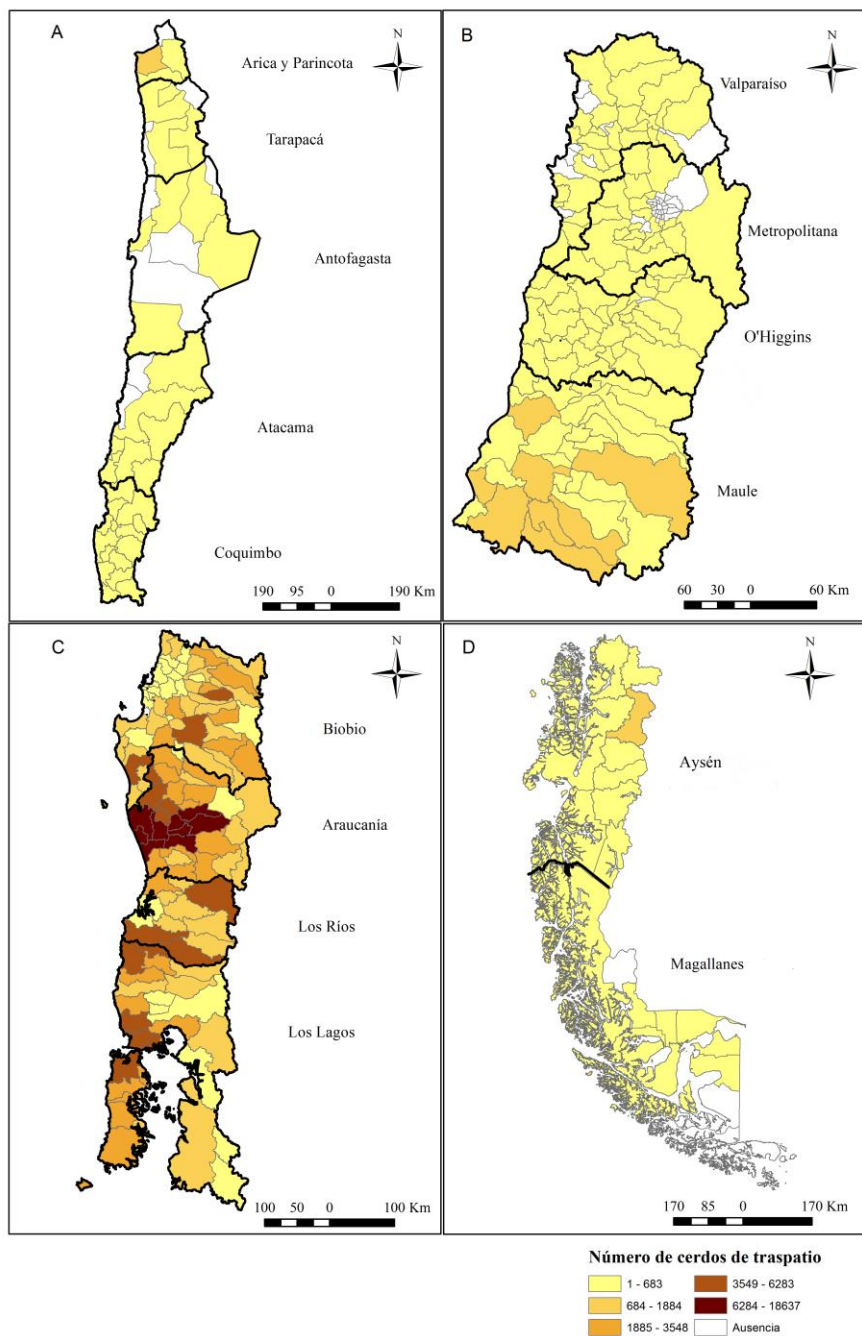 A
N
Arica y Parincota
Tarapacá
Antofagasta
Atacama
Coquimbo
190 95 0 190 Km
B
N
Valparaíso
Metropolitana
O'Higgins
Maule
60 30 0 60 Km
C
N
Biobio
Araucanía
Los Ríos
Los Lagos
100 50 0 100 Km
D
N
Aysén
Magallanes
170 85 0 170 Km
Número de cerdos de traspatio
1 - 683
684 - 1884
1885 - 3548
3549 - 6283
6284 - 18637
Ausencia